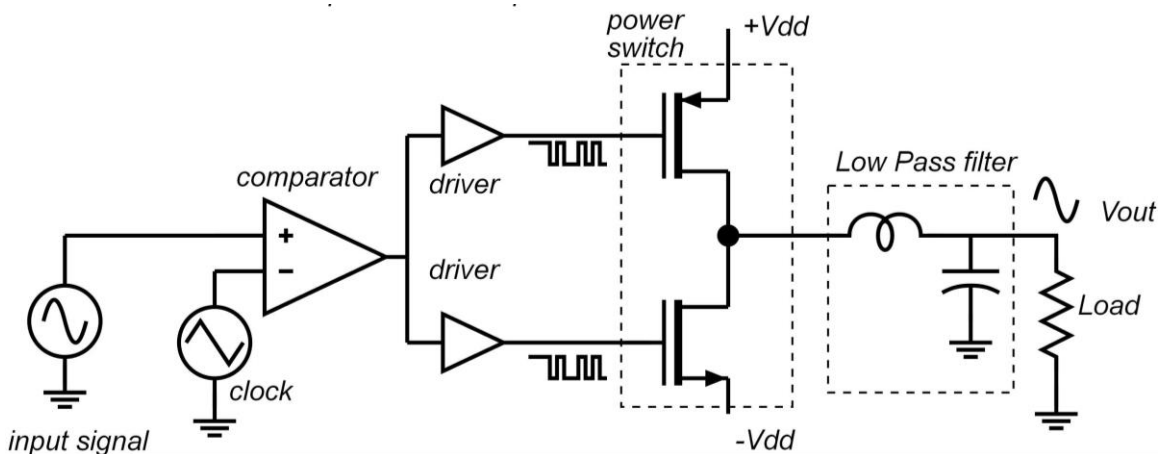 power
switch
+Vdd
Low Pass filter
comparator
driver
Vout
+
driver
−
Load
clock
input signal
-Vdd